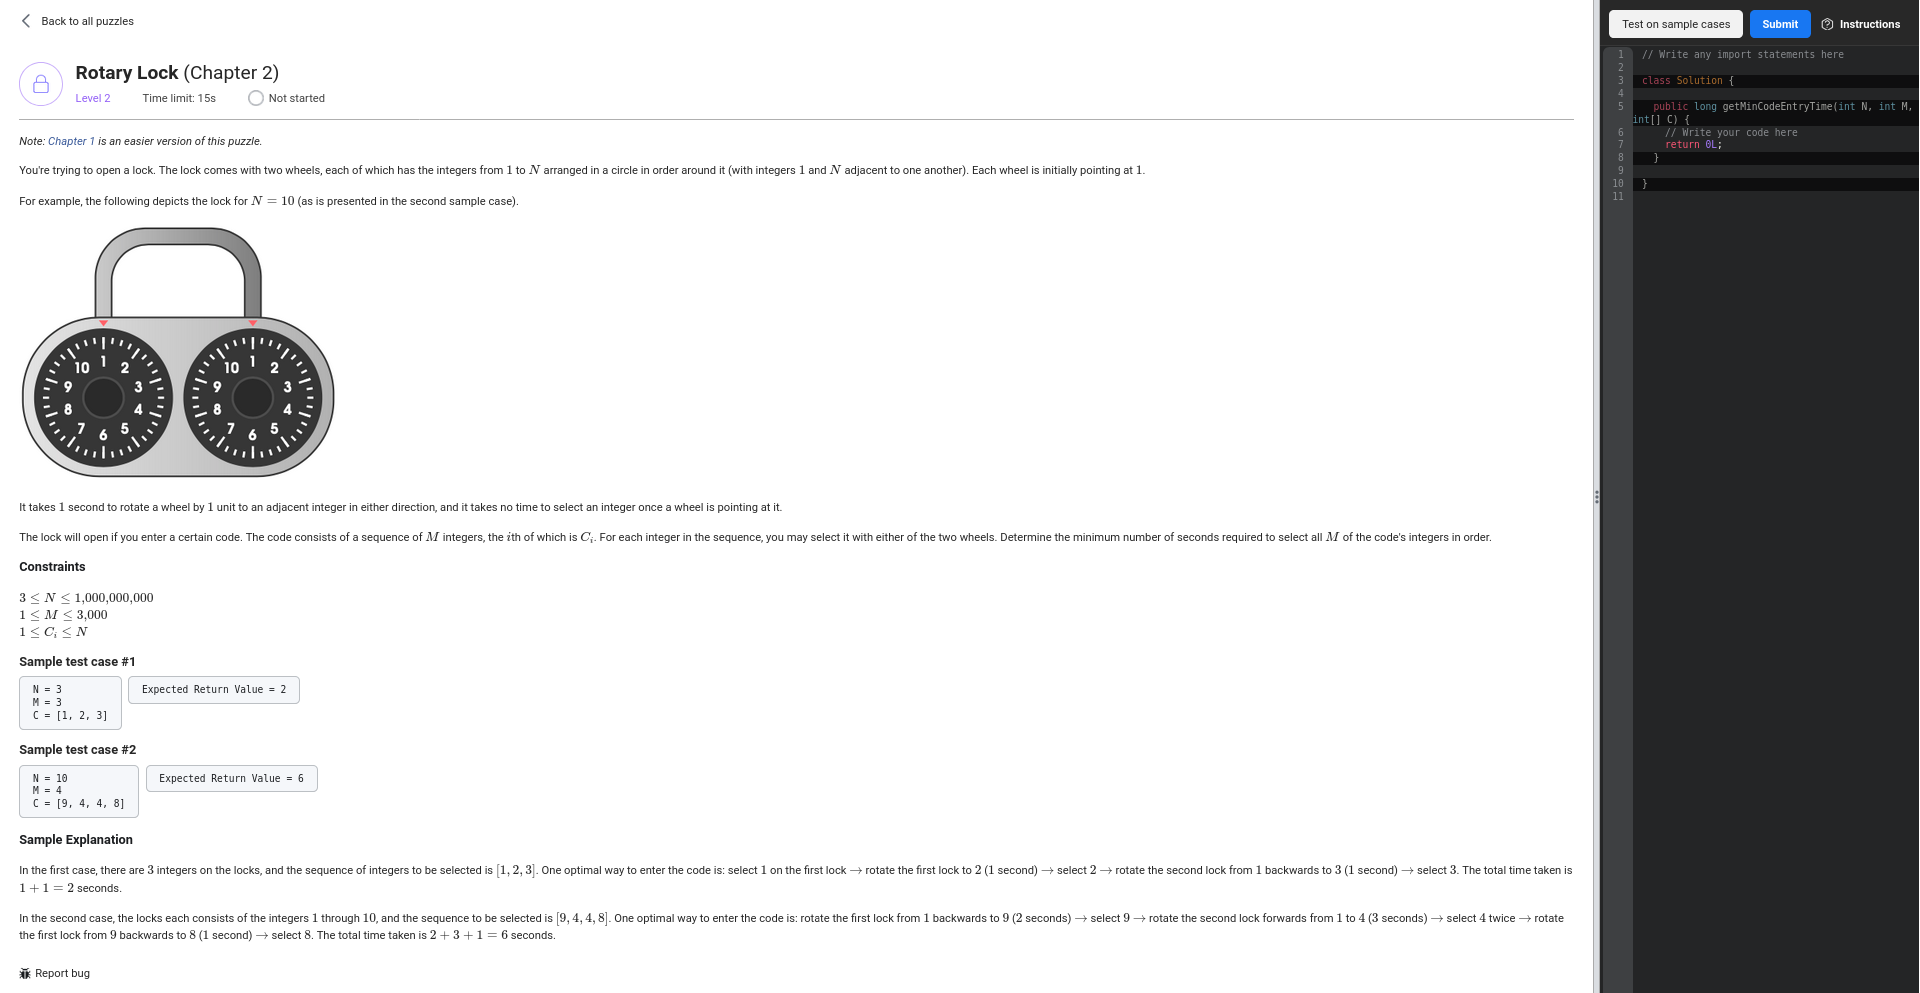 Back to all puzzles
Rotary Lock (Chapter 2)
Level 2 Time limit: 15s Not started
Note: Chapter 1 is an easier version of this puzzle.
You're trying to open a lock. The lock comes with two wheels, each of which has the integers from 1 to N arranged in a circle in order around it (with integers 1 and N adjacent to one another). Each wheel is initially pointing at 1.
For example, the following depicts the lock for N = 10 (as is presented in the second sample case).
1 2 3 4 5 6 7 8 9 10
1 2 3 4 5 6 7 8 9 10
It takes 1 second to rotate a wheel by 1 unit to an adjacent integer in either direction, and it takes no time to select an integer once a wheel is pointing at it.
The lock will open if you enter a certain code. The code consists of a sequence of M integers, the ith of which is Ci. For each integer in the sequence, you may select it with either of the two wheels. Determine the minimum number of seconds required to select all M of the code's integers in order.
Constraints
3 ≤ N ≤ 1,000,000,000
1 ≤ M ≤ 3,000
1 ≤ Ci ≤ N
Sample test case #1
N = 3
M = 3
C = [1, 2, 3]
Expected Return Value = 2
Sample test case #2
N = 10
M = 4
C = [9, 4, 4, 8]
Expected Return Value = 6
Sample Explanation
In the first case, there are 3 integers on the locks, and the sequence of integers to be selected is [1, 2, 3]. One optimal way to enter the code is: select 1 on the first lock → rotate the first lock to 2 (1 second) → select 2 → rotate the second lock from 1 backwards to 3 (1 second) → select 3. The total time taken is
1 + 1 = 2 seconds.
In the second case, the locks each consists of the integers 1 through 10, and the sequence to be selected is [9, 4, 4, 8]. One optimal way to enter the code is: rotate the first lock from 1 backwards to 9 (2 seconds) → select 9 → rotate the second lock forwards from 1 to 4 (3 seconds) → select 4 twice → rotate
the first lock from 9 backwards to 8 (1 second) → select 8. The total time taken is 2 + 3 + 1 = 6 seconds.
Report bug
Test on sample cases Submit Instructions
1 // Write any import statements here
2
3 class Solution {
4
5 public long getMinCodeEntryTime(int N, int M,
int[] C) {
6 // Write your code here
7 return 0L;
8 }
9
10 }
11